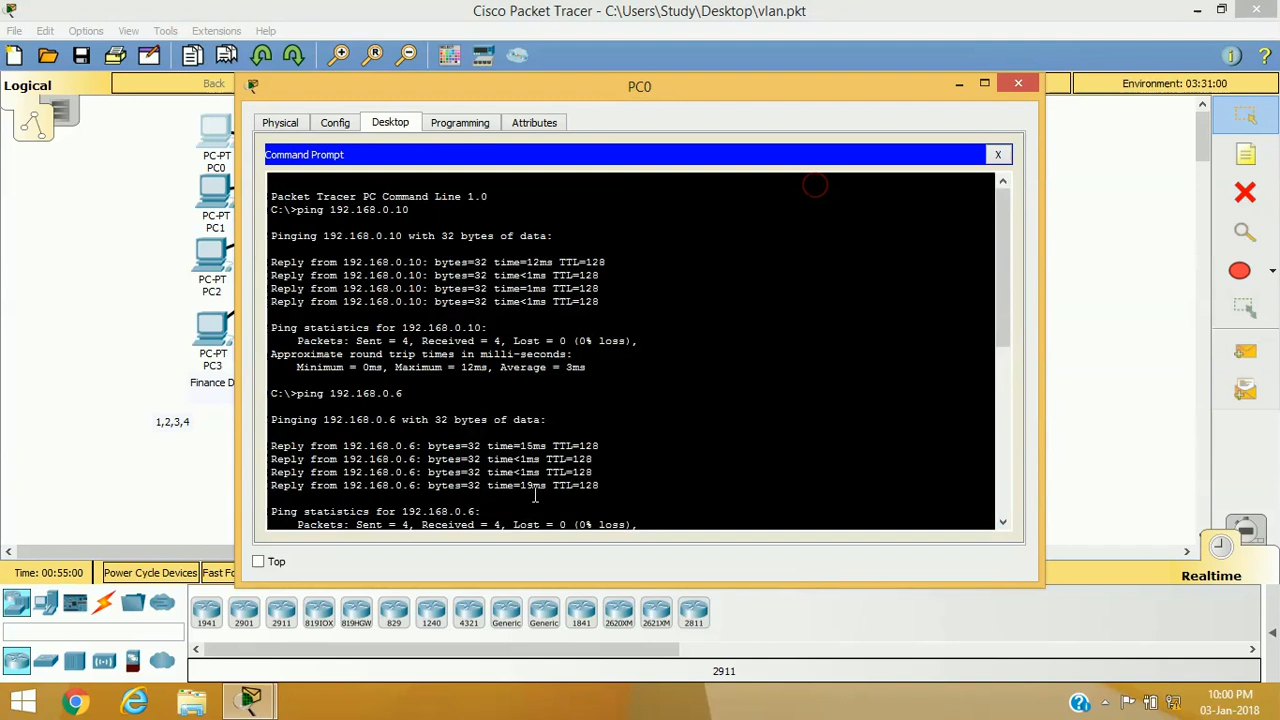 Cisco Packet Tracer - C:\Users\Study\Desktop\vlan.pkt
File Edit Options View Tools Extensions Help
Logical
Back
Environment: 03:31:00
PC0
Physical Config Desktop Programming Attributes
Command Prompt
X
Packet Tracer PC Command Line 1.0
C:\>ping 192.168.0.10
Pinging 192.168.0.10 with 32 bytes of data:
Reply from 192.168.0.10: bytes=32 time=12ms TTL=128
Reply from 192.168.0.10: bytes=32 time<1ms TTL=128
Reply from 192.168.0.10: bytes=32 time=1ms TTL=128
Reply from 192.168.0.10: bytes=32 time<1ms TTL=128
Ping statistics for 192.168.0.10:
Packets: Sent = 4, Received = 4, Lost = 0 (0% loss),
Approximate round trip times in milli-seconds:
Minimum = 0ms, Maximum = 12ms, Average = 3ms
C:\>ping 192.168.0.6
Pinging 192.168.0.6 with 32 bytes of data:
Reply from 192.168.0.6: bytes=32 time=15ms TTL=128
Reply from 192.168.0.6: bytes=32 time<1ms TTL=128
Reply from 192.168.0.6: bytes=32 time<1ms TTL=128
Reply from 192.168.0.6: bytes=32 time=19ms TTL=128
Ping statistics for 192.168.0.6:
Packets: Sent = 4, Received = 4, Lost = 0 (0% loss),
Top
PC-PT
PC0
PC-PT
PC1
PC-PT
PC2
PC-PT
PC3
Finance D
1,2,3,4
Time: 00:55:00
Power Cycle Devices
Fast Fo
Realtime
1941 2901 2911 819IOX 819HGW 829 1240 4321 Generic Generic 1841 2620XM 2621XM 2811
2911
10:00 PM
03-Jan-2018